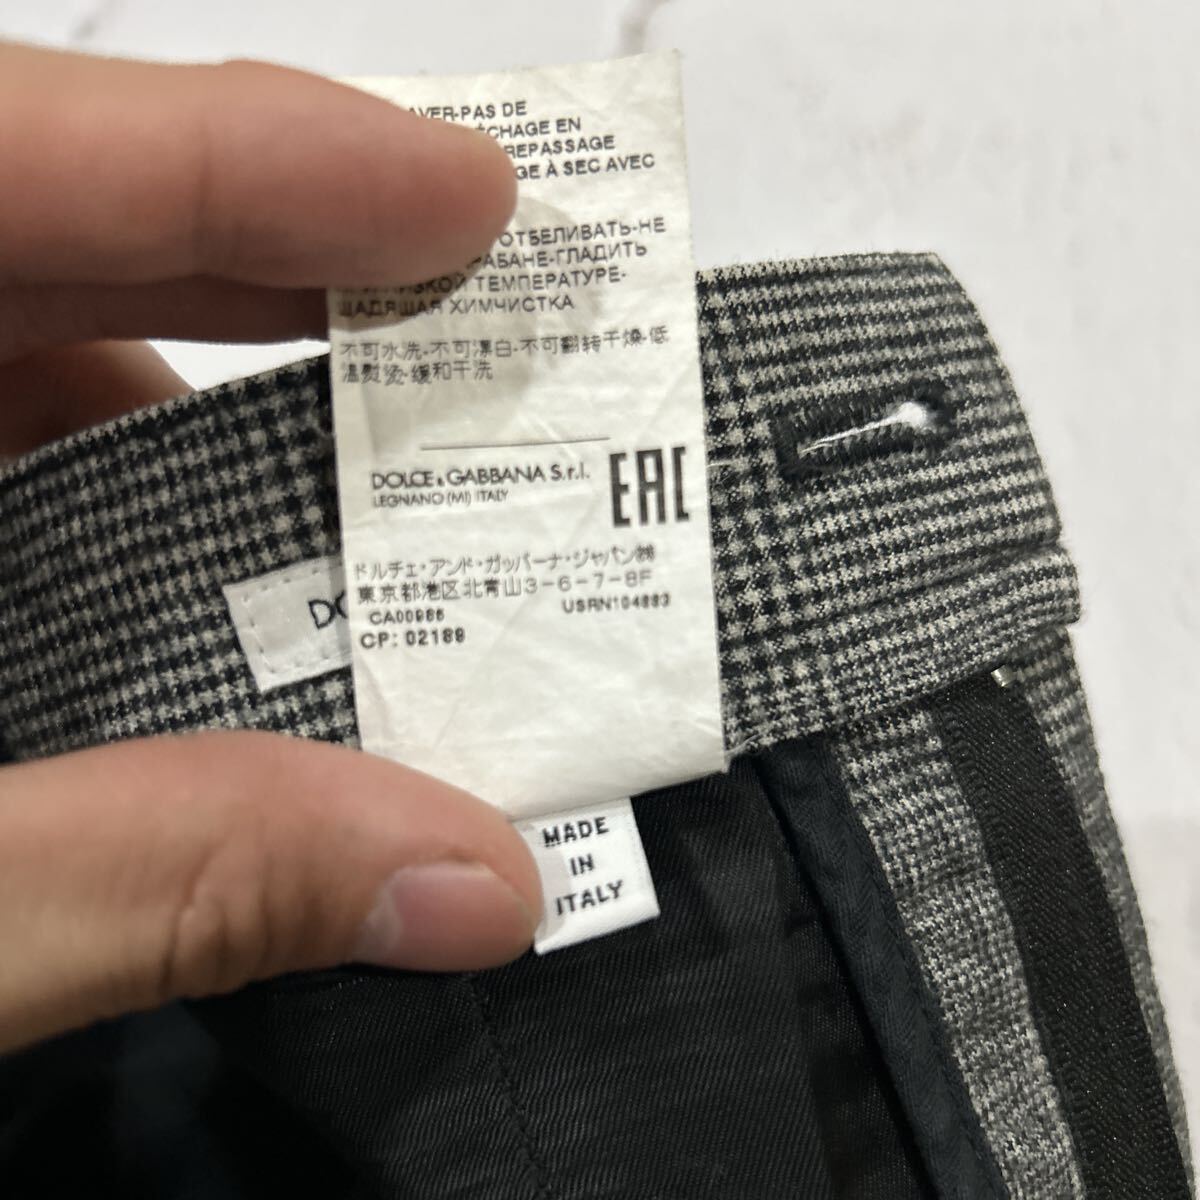 AVER-PAS DE
CHAGE EN
REPASSAGE
GE À SEC AVEC
ОТБЕЛИВАТЬ-НЕ
РАБАНЕ-ГЛАДИТЬ
НИЗКОЙ ТЕМПЕРАТУРЕ-
ЩАДЯЩАЯ ХИМЧИСТКА
不可水洗-不可漂白-不可翻转干燥-低
温熨烫-缓和干洗
DOLCE & GABBANA S.r.l.
LEGNANO (MI) ITALY
EAC
ドルチェ・アンド・ガッバーナ・ジャパン㈱
東京都港区北青山3-6-7-8F
CA00986 USRN104883
CP: 02189
DO
MADE
IN
ITALY